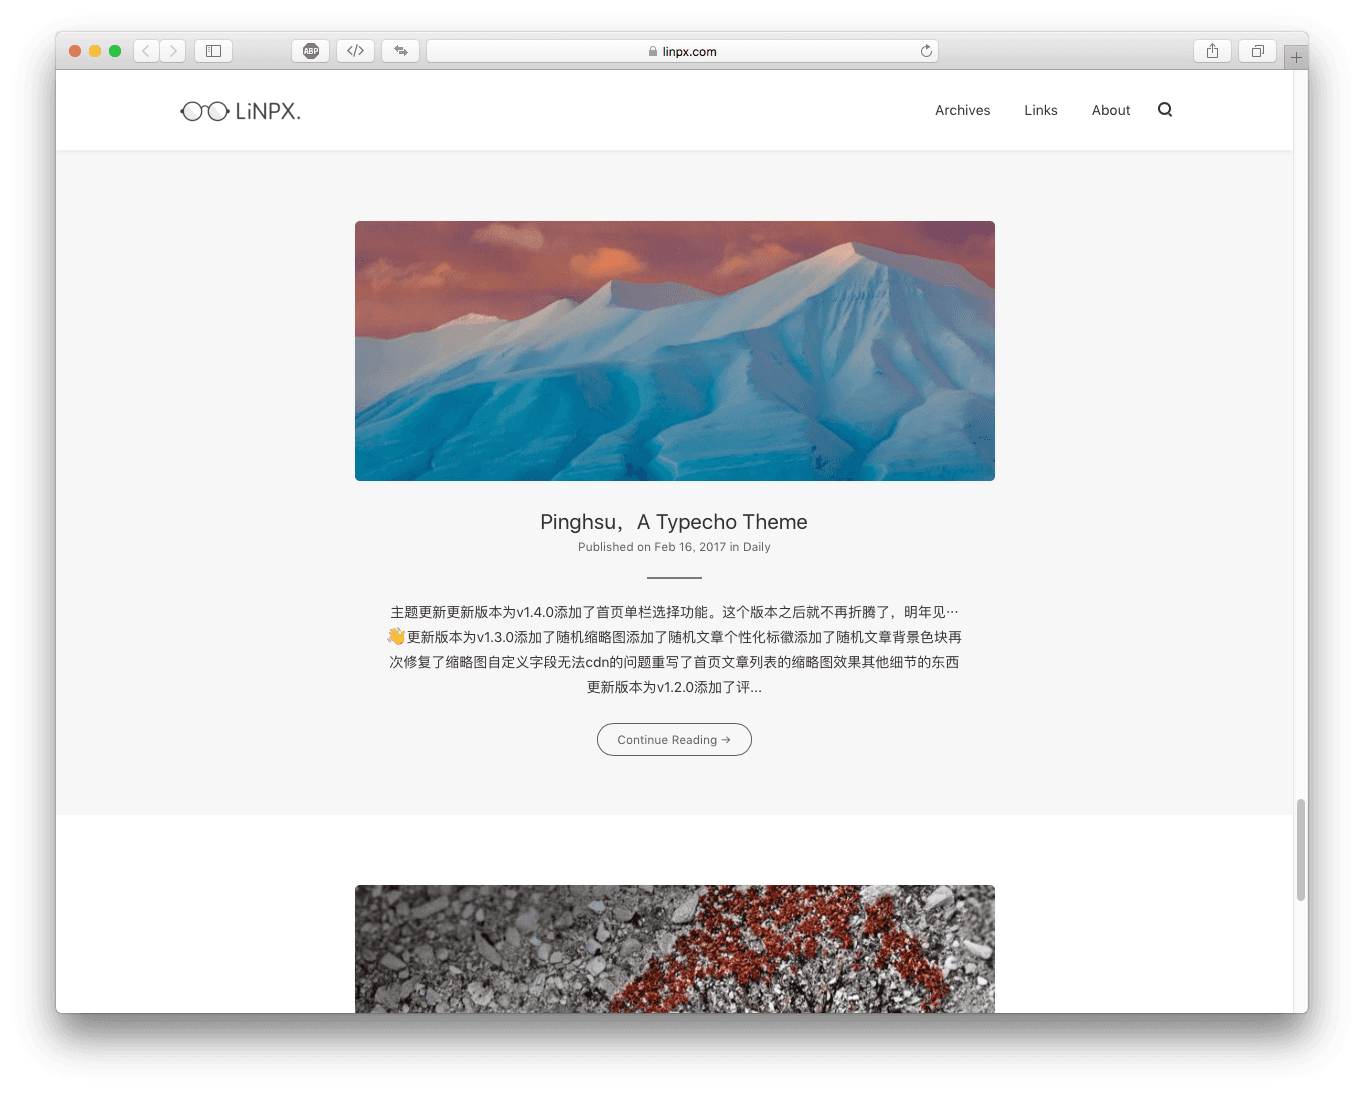 ABP
</>
linpx.com
LiNPX.
Archives
Links
About
Pinghsu，A Typecho Theme
Published on Feb 16, 2017 in Daily
主题更新更新版本为v1.4.0添加了首页单栏选择功能。这个版本之后就不再折腾了，明年见…
👋更新版本为v1.3.0添加了随机缩略图添加了随机文章个性化标徽添加了随机文章背景色块再
次修复了缩略图自定义字段无法cdn的问题重写了首页文章列表的缩略图效果其他细节的东西
更新版本为v1.2.0添加了评...
Continue Reading →